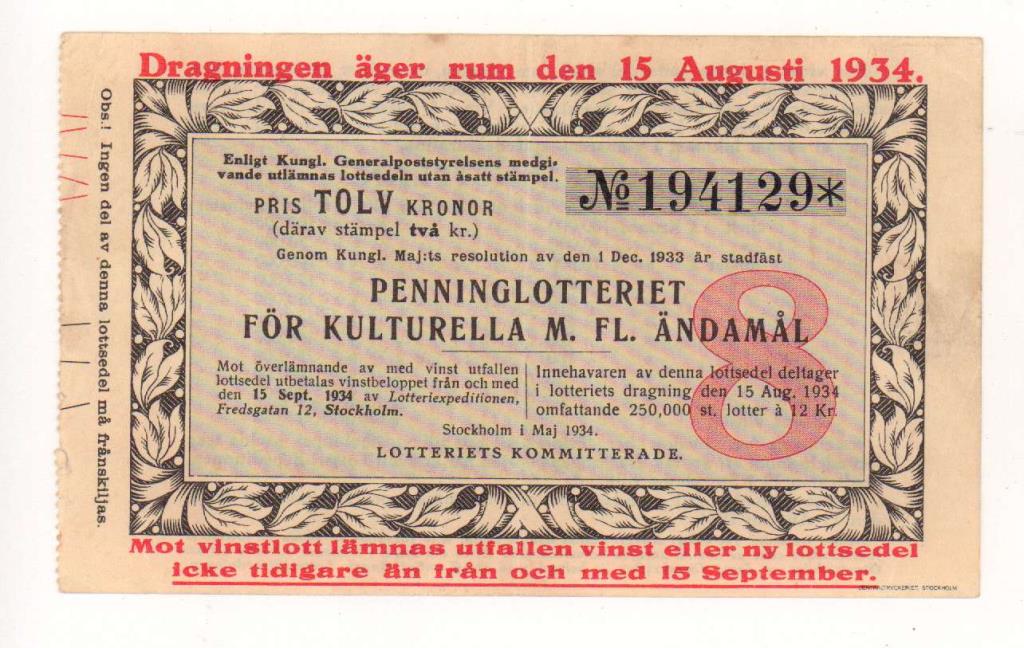 Dragningen äger rum den 15 Augusti 1934.
Obs.! Ingen del av denna lottsedel må frånskiljas.
Enligt Kungl. Generalpoststyrelsens medgi-
vande utlämnas lottsedeln utan åsatt stämpel.
№194129*
PRIS TOLV KRONOR
(därav stämpel två kr.)
Genom Kungl. Maj:ts resolution av den 1 Dec. 1933 är stadfäst
PENNINGLOTTERIET
FÖR KULTURELLA M. FL. ÄNDAMÅL
8
Mot överlämnande av med vinst utfallen
lottsedel utbetalas vinstbeloppet från och med
den 15 Sept. 1934 av Lotteriexpeditionen,
Fredsgatan 12, Stockholm.
Innehavaren av denna lottsedel deltager
i lotteriets dragning den 15 Aug. 1934
omfattande 250,000 st. lotter à 12 Kr.
Stockholm i Maj 1934.
LOTTERIETS KOMMITTERADE.
Mot vinstlott lämnas utfallen vinst eller ny lottsedel
icke tidigare än från och med 15 September.
CENTRALTRYCKERIET, STOCKHOLM